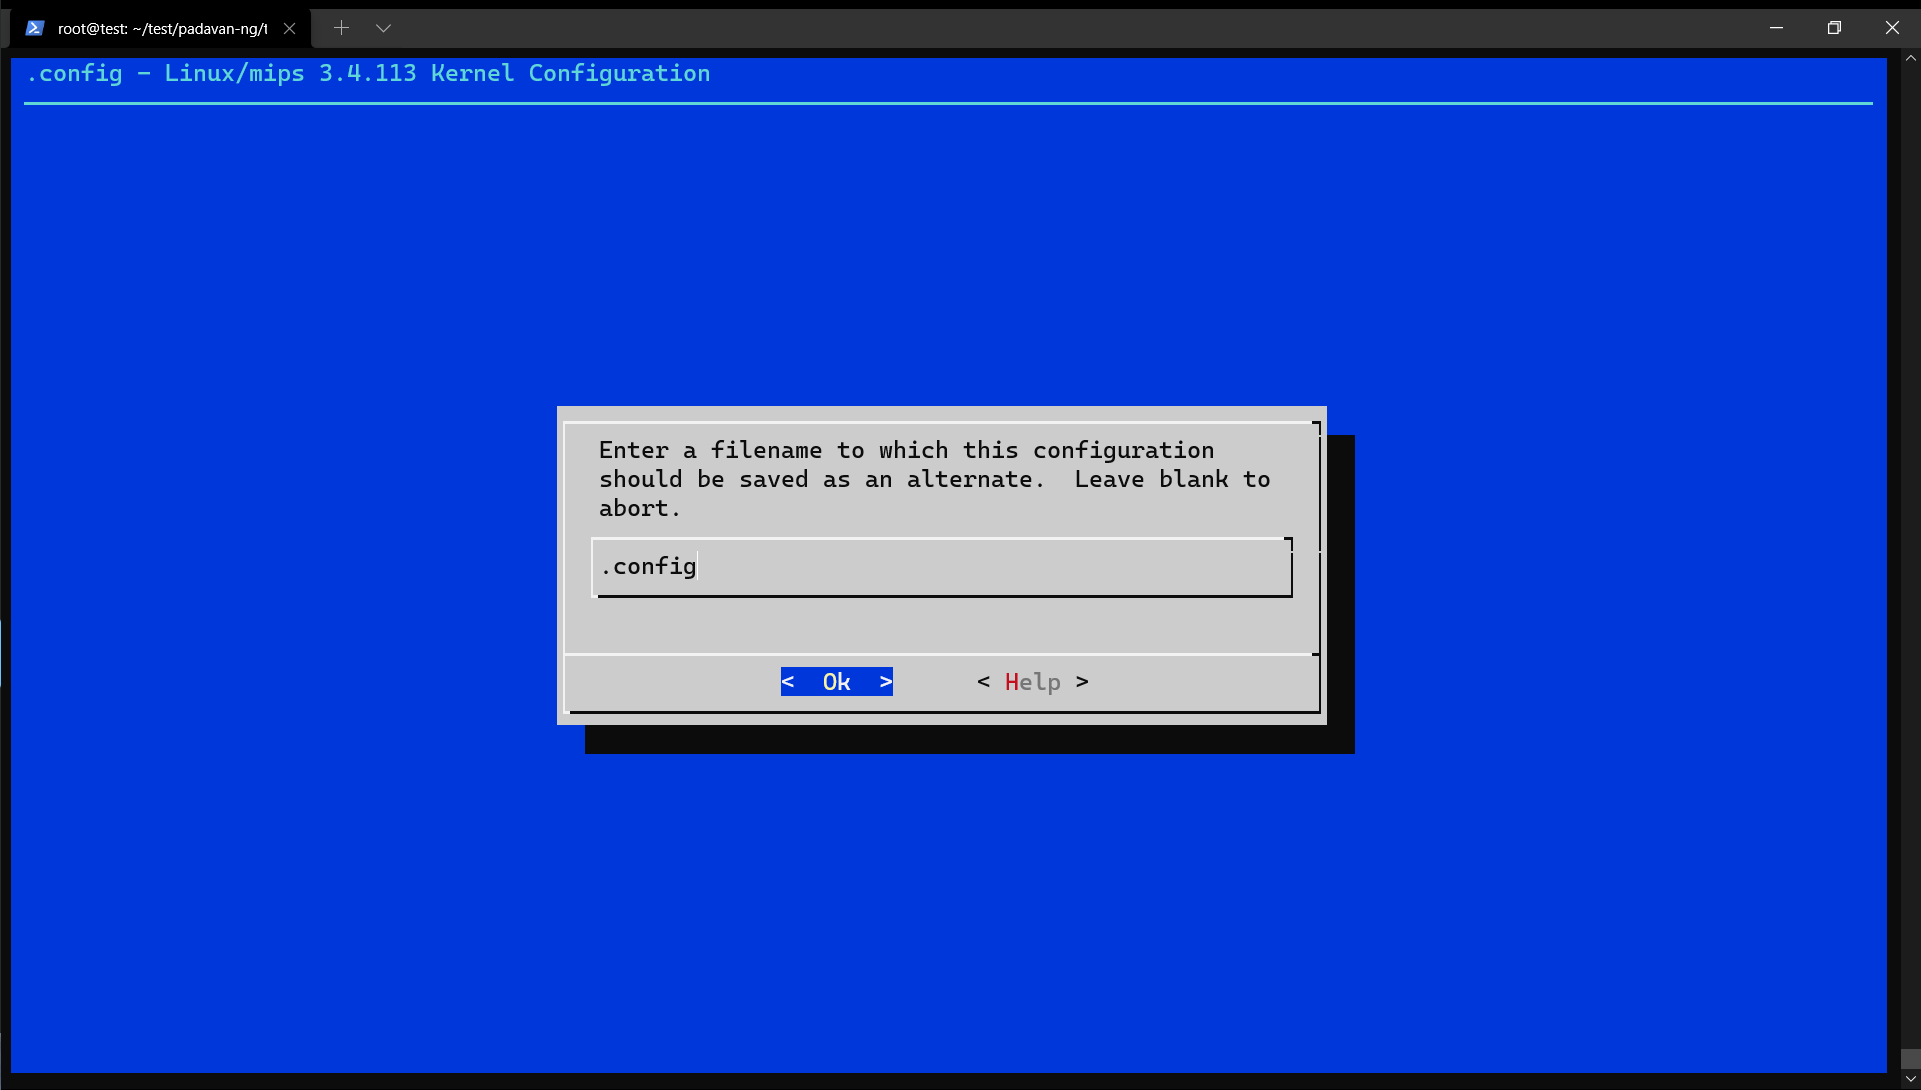 root@test: ~/test/padavan-ng/t
.config - Linux/mips 3.4.113 Kernel Configuration
Enter a filename to which this configuration
should be saved as an alternate.  Leave blank to
abort.
.config
<  Ok  > < Help >